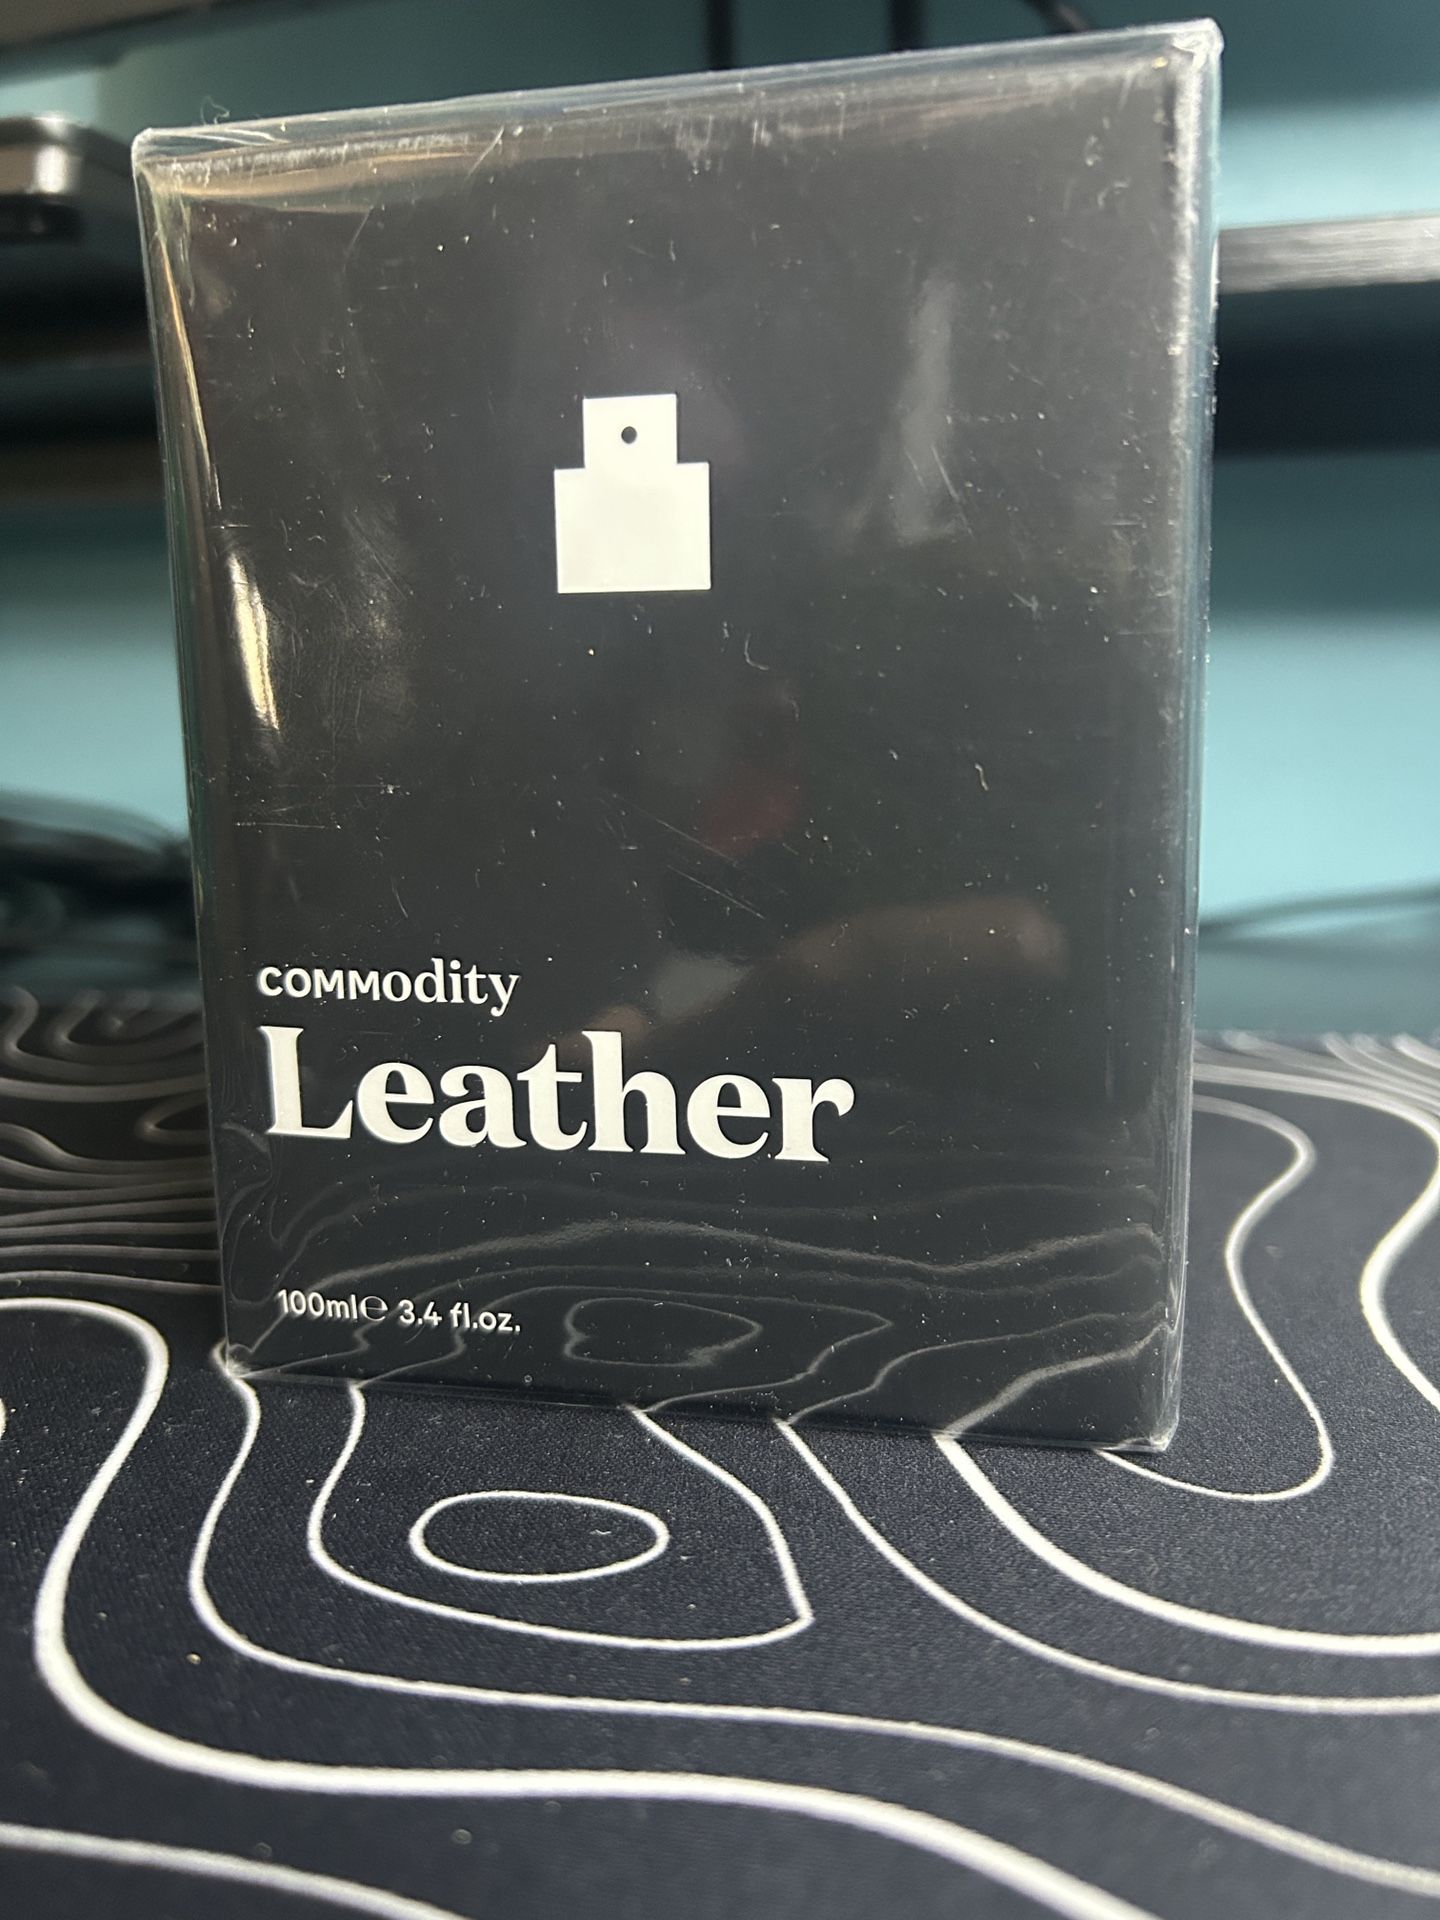 COMModity
Leather
100ml℮ 3.4 fl.oz.